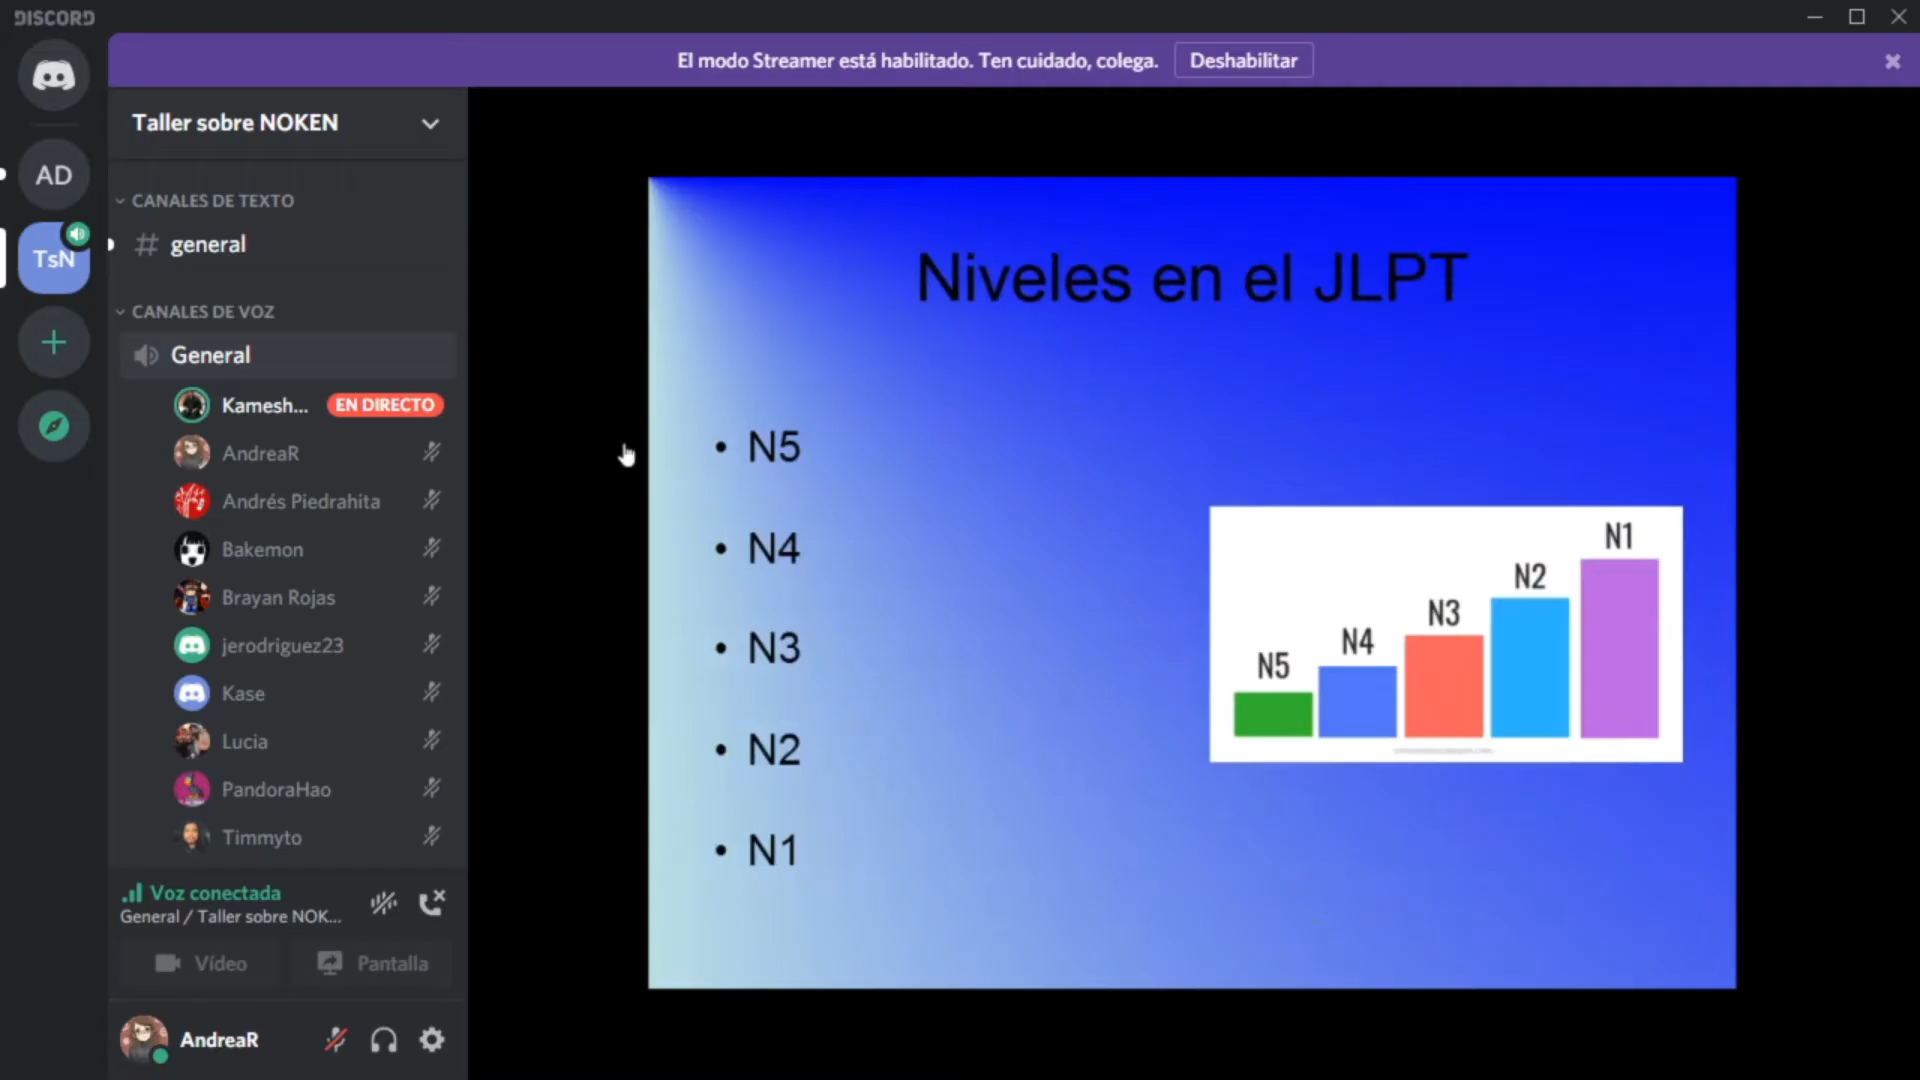 DISCORD
El modo Streamer está habilitado. Ten cuidado, colega.
Deshabilitar
AD
TsN
Taller sobre NOKEN
CANALES DE TEXTO
general
CANALES DE VOZ
General
Kamesh...
EN DIRECTO
AndreaR
Andrés Piedrahita
Bakemon
Brayan Rojas
jerodriguez23
Kase
Lucia
PandoraHao
Timmyto
Voz conectada
General / Taller sobre NOK...
Vídeo
Pantalla
AndreaR
Niveles en el JLPT
• N5
• N4
• N3
• N2
• N1
N5
N4
N3
N2
N1